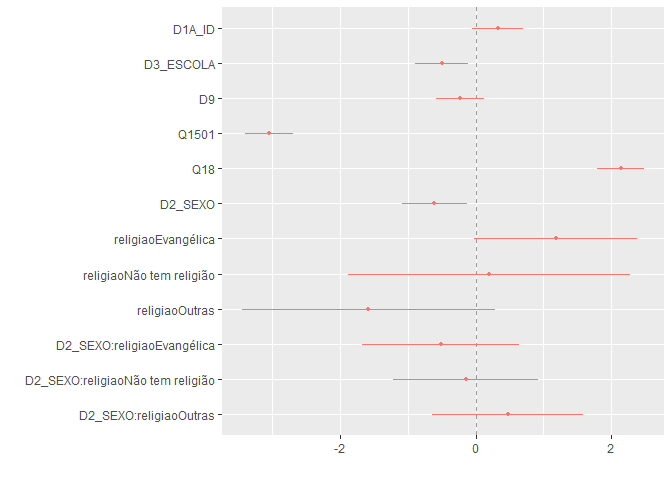 D1A_ID
D3_ESCOLA
D9
Q1501
Q18
D2_SEXO
religiaoEvangélica
religiaoNão tem religião
religiaoOutras
D2_SEXO:religiaoEvangélica
D2_SEXO:religiaoNão tem religião
D2_SEXO:religiaoOutras
-2 0 2